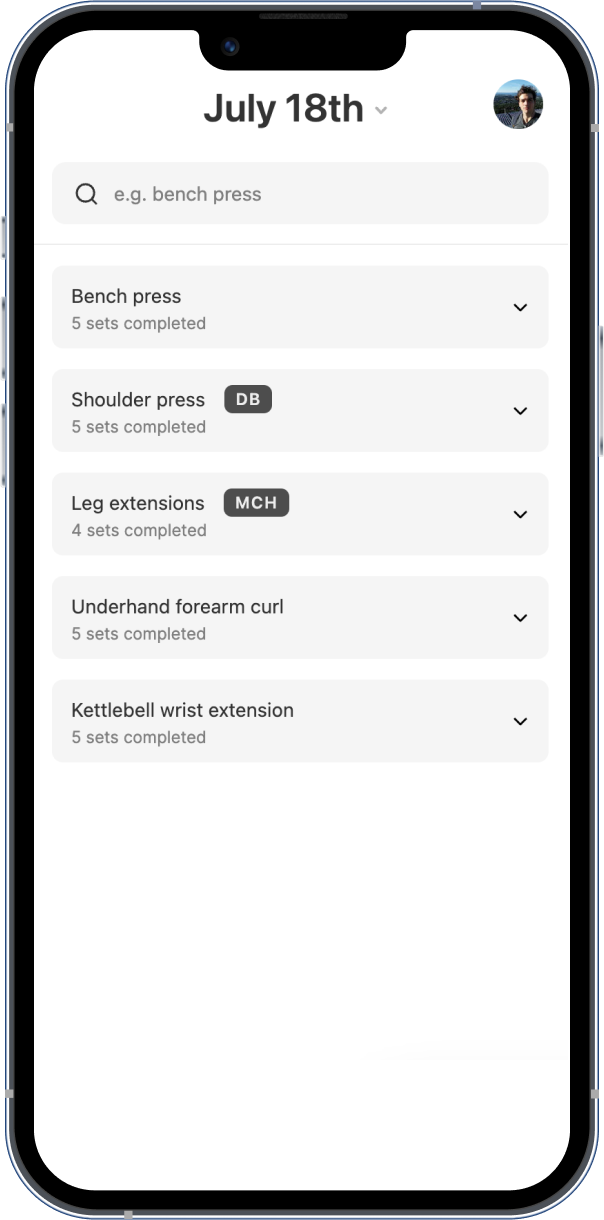 July 18th
e.g. bench press
Bench press
5 sets completed
Shoulder press DB
5 sets completed
Leg extensions MCH
4 sets completed
Underhand forearm curl
5 sets completed
Kettlebell wrist extension
5 sets completed